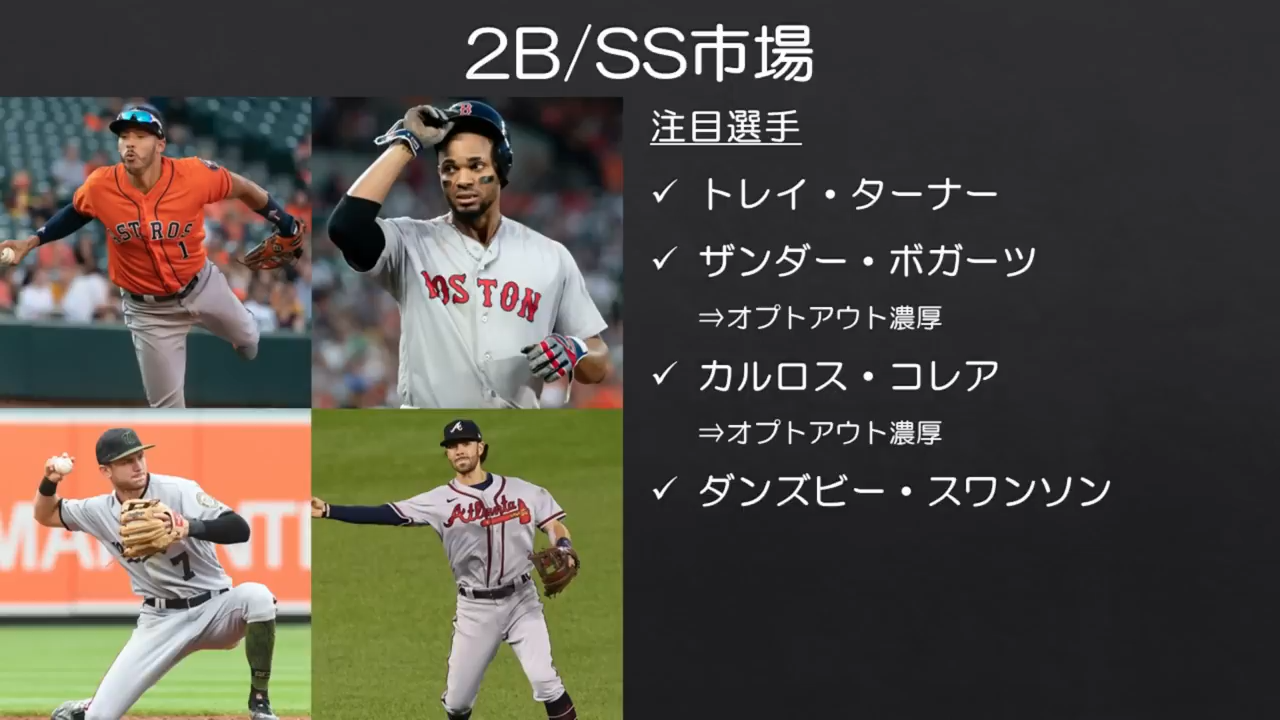 2B/SS市場
注目選手
✓ トレイ・ターナー
✓ ザンダー・ボガーツ
⇒オプトアウト濃厚
✓ カルロス・コレア
⇒オプトアウト濃厚
✓ ダンズビー・スワンソン
ASTROS
1
B
BOSTON
7
A
Atlanta